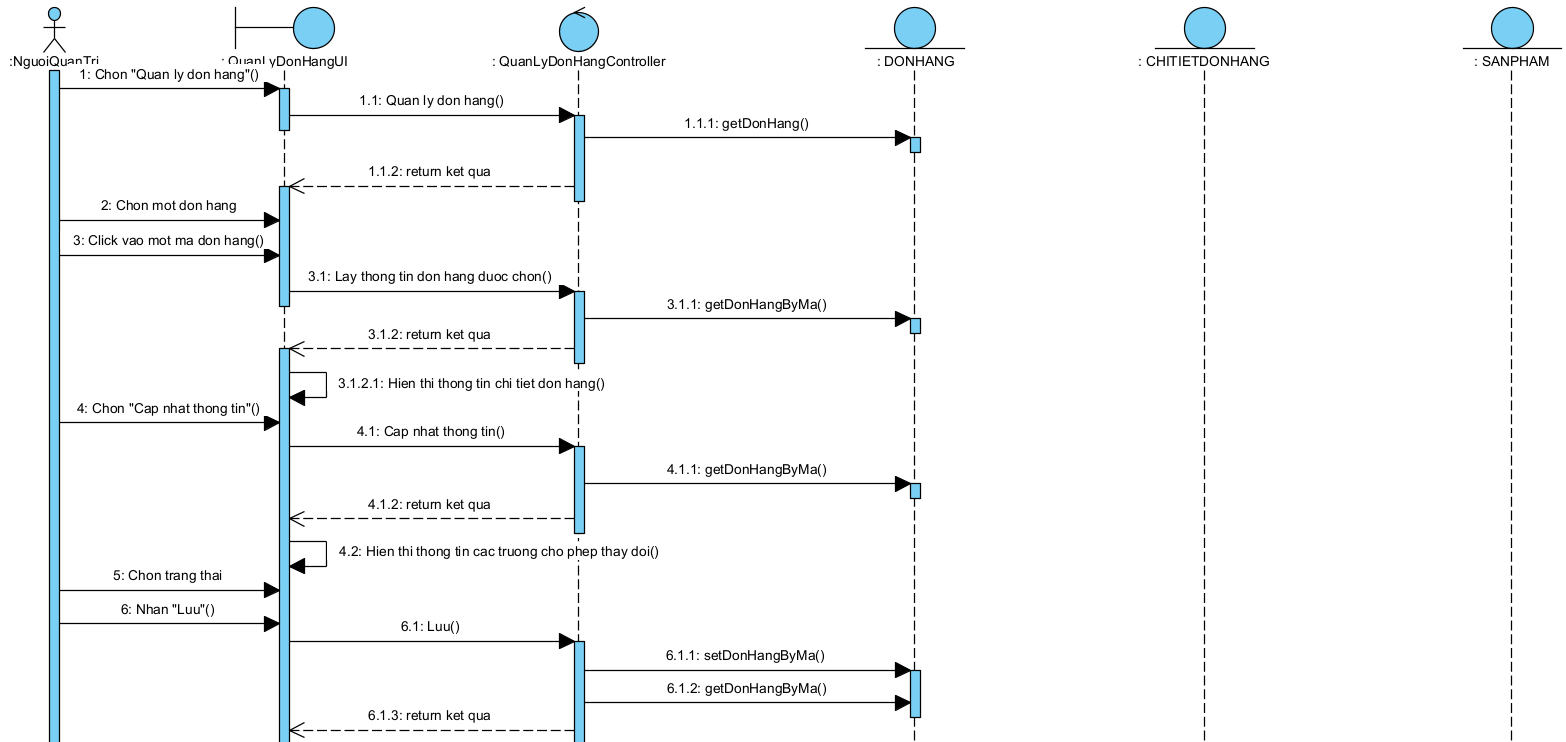 :NguoiQuanTri
: QuanLyDonHangUI
: QuanLyDonHangController
: DONHANG
: CHITIETDONHANG
: SANPHAM
1: Chon "Quan ly don hang"()
1.1: Quan ly don hang()
1.1.1: getDonHang()
1.1.2: return ket qua
2: Chon mot don hang
3: Click vao mot ma don hang()
3.1: Lay thong tin don hang duoc chon()
3.1.1: getDonHangByMa()
3.1.2: return ket qua
3.1.2.1: Hien thi thong tin chi tiet don hang()
4: Chon "Cap nhat thong tin"()
4.1: Cap nhat thong tin()
4.1.1: getDonHangByMa()
4.1.2: return ket qua
4.2: Hien thi thong tin cac truong cho phep thay doi()
5: Chon trang thai
6: Nhan "Luu"()
6.1: Luu()
6.1.1: setDonHangByMa()
6.1.2: getDonHangByMa()
6.1.3: return ket qua